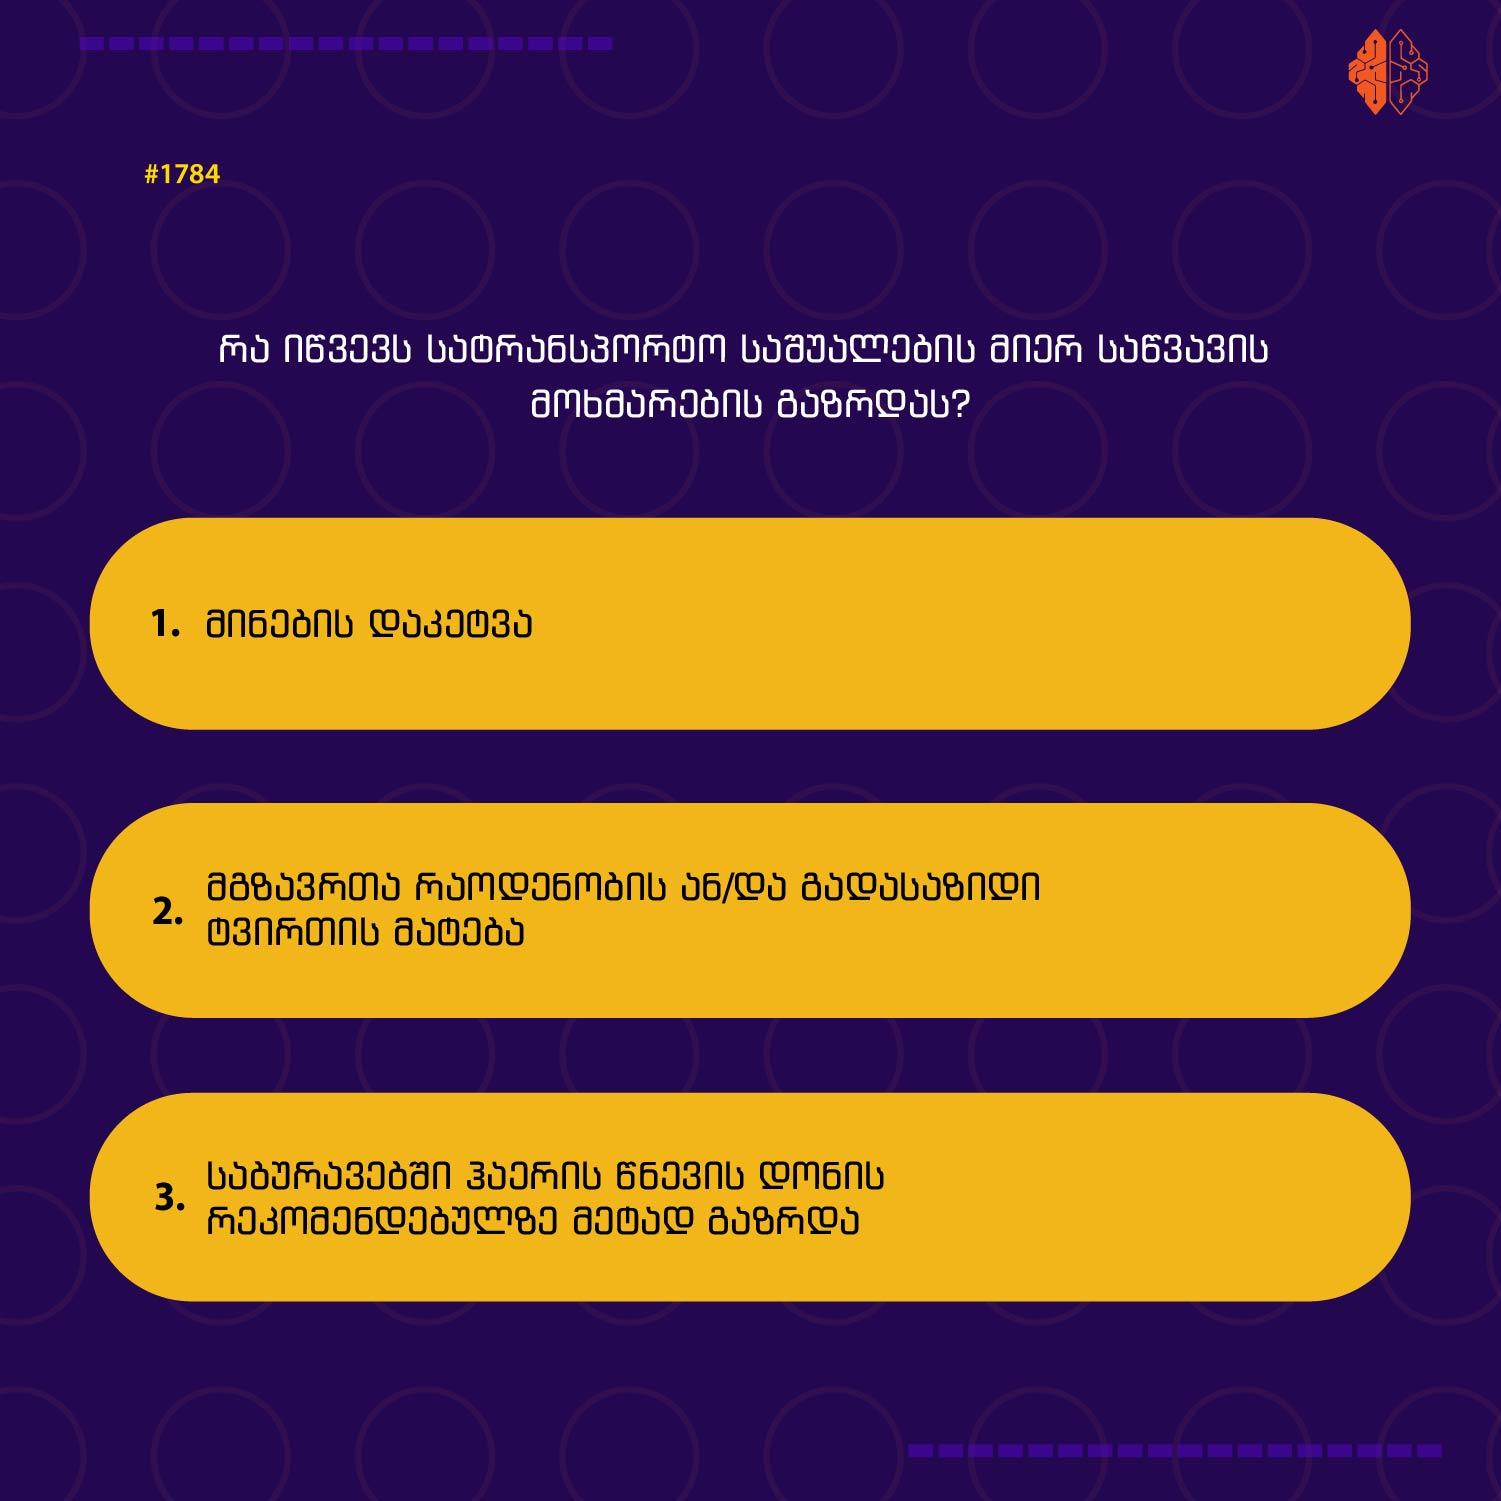 #1784
რა იწვევს სატრანსპორტო საშუალების მიერ საწვავის
მოხმარების გაზრდას?
1. მინების დაკეტვა
2. მგზავრთა რაოდენობის ან/და გადასაზიდი
ტვირთის მატება
3. საბურავებში ჰაერის წნევის დონის
რეკომენდებულზე მეტად გაზრდა